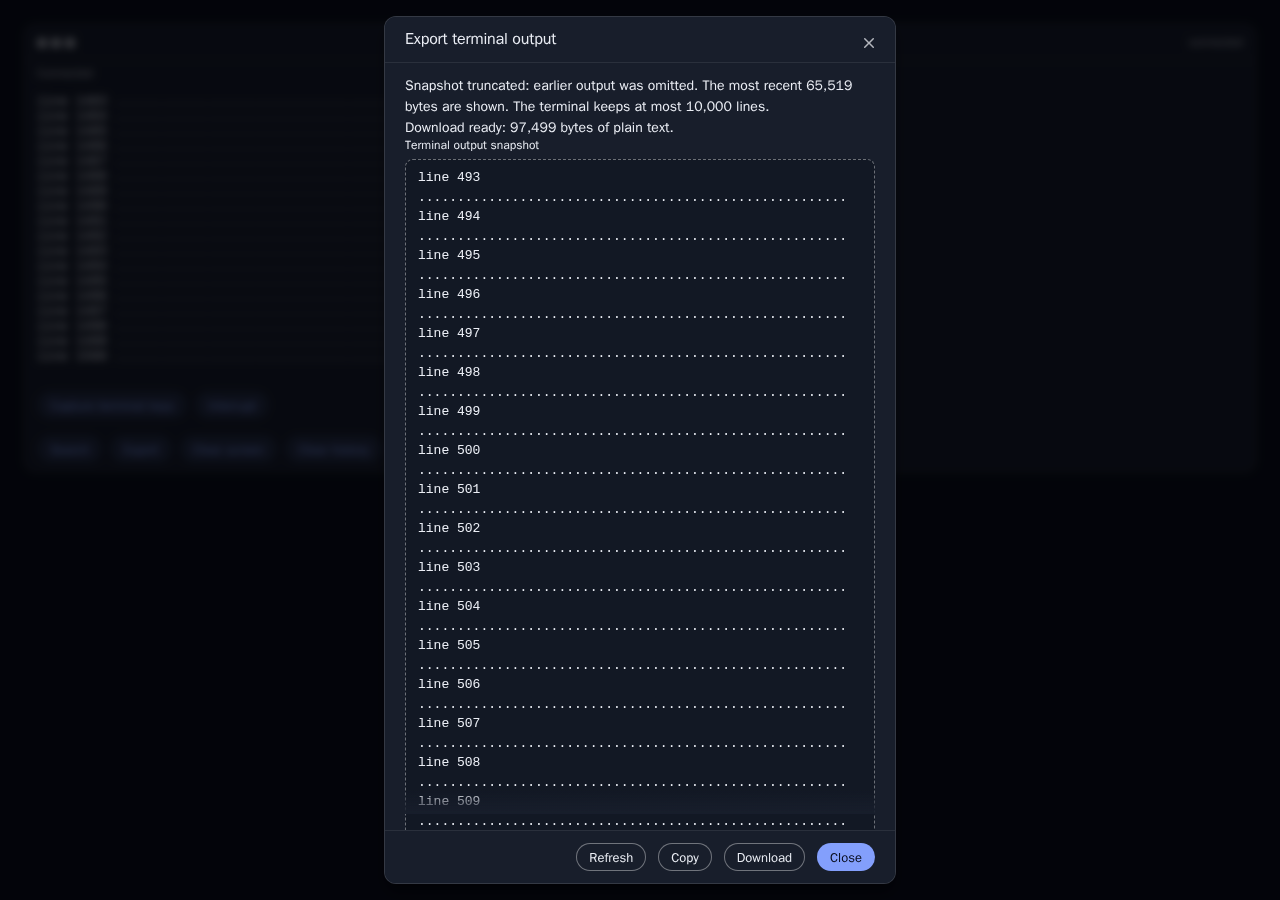 Export terminal output
Snapshot truncated: earlier output was omitted. The most recent 65,519
bytes are shown. The terminal keeps at most 10,000 lines.
Download ready: 97,499 bytes of plain text.
Terminal output snapshot
line 493
.......................................................
line 494
.......................................................
line 495
.......................................................
line 496
.......................................................
line 497
.......................................................
line 498
.......................................................
line 499
.......................................................
line 500
.......................................................
line 501
.......................................................
line 502
.......................................................
line 503
.......................................................
line 504
.......................................................
line 505
.......................................................
line 506
.......................................................
line 507
.......................................................
line 508
.......................................................
line 509
.......................................................
Refresh Copy Download Close